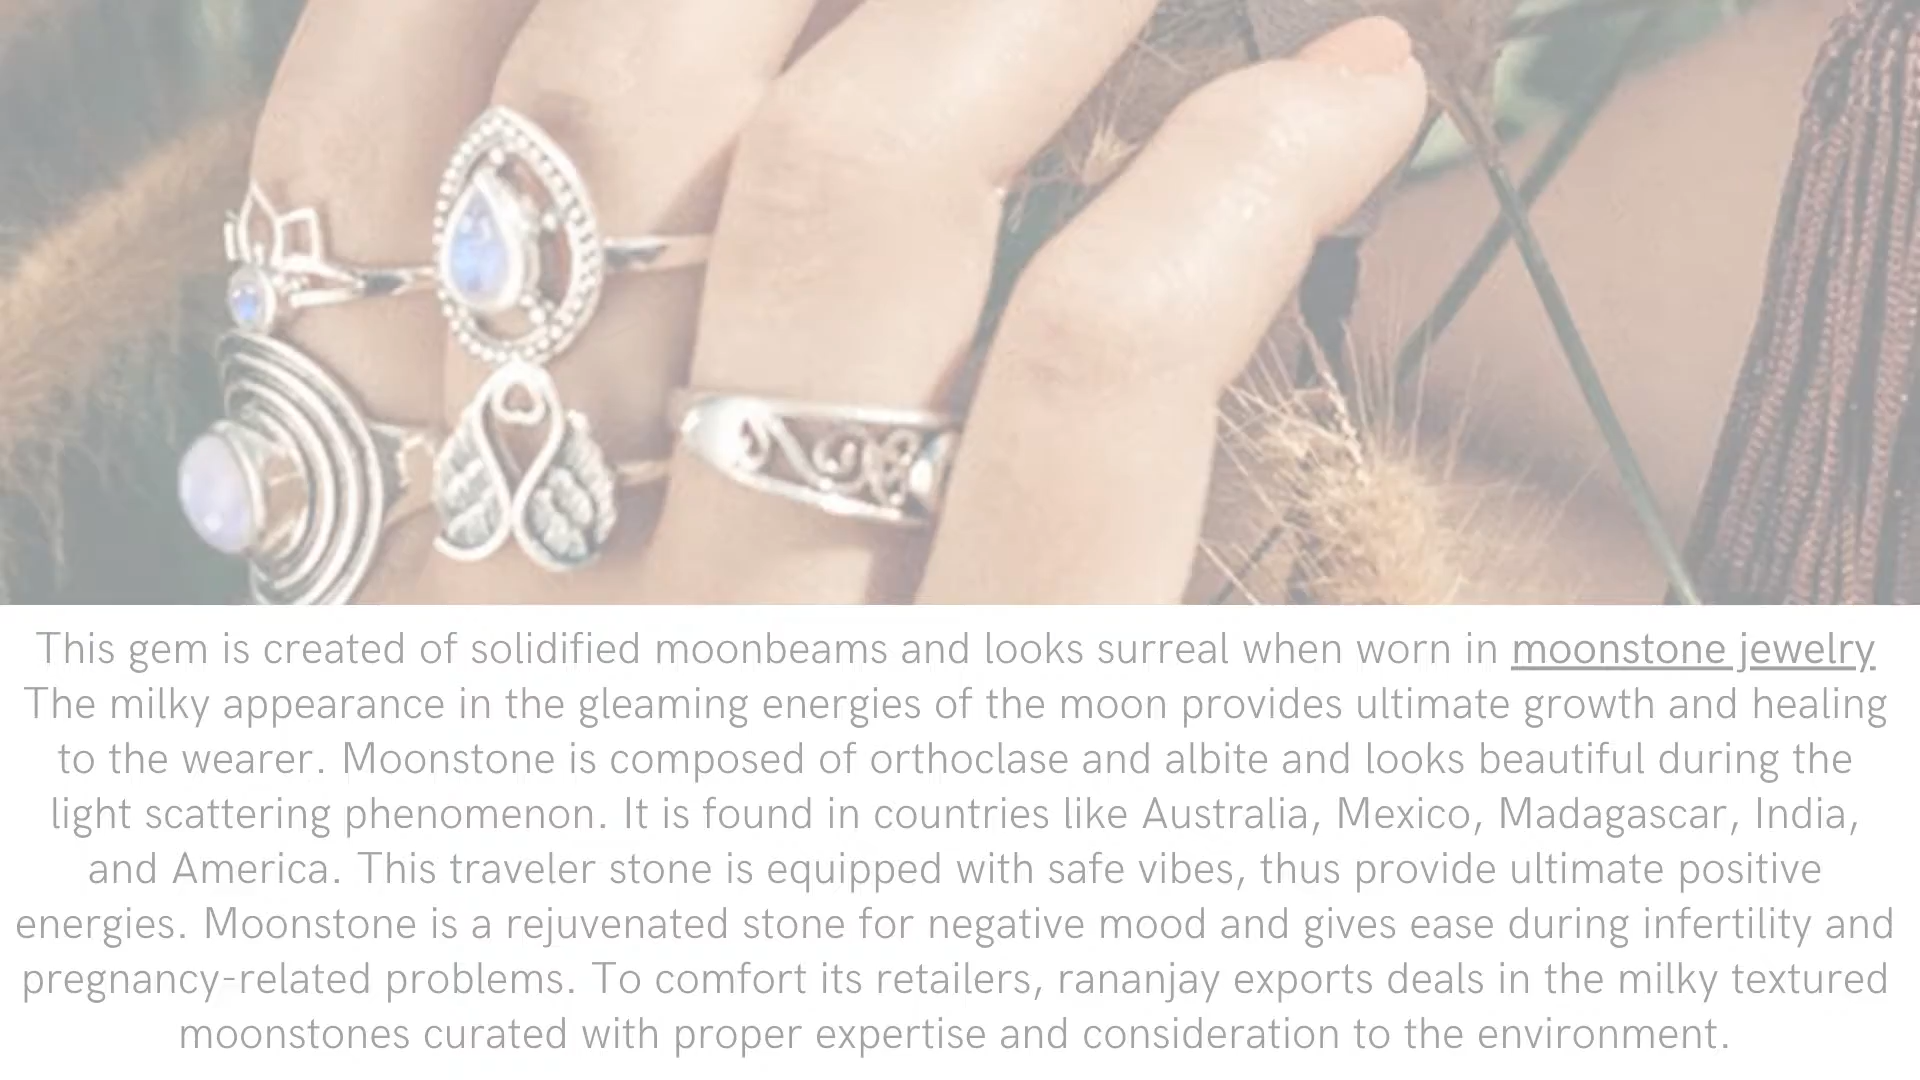 This gem is created of solidified moonbeams and looks surreal when worn in moonstone jewelry
The milky appearance in the gleaming energies of the moon provides ultimate growth and healing
to the wearer. Moonstone is composed of orthoclase and albite and looks beautiful during the
light scattering phenomenon. It is found in countries like Australia, Mexico, Madagascar, India,
and America. This traveler stone is equipped with safe vibes, thus provide ultimate positive
energies. Moonstone is a rejuvenated stone for negative mood and gives ease during infertility and
pregnancy-related problems. To comfort its retailers, rananjay exports deals in the milky textured
moonstones curated with proper expertise and consideration to the environment.